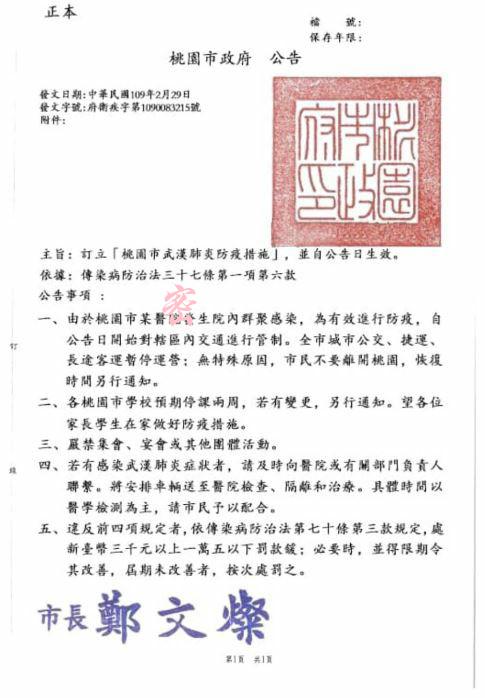 正本
檔　　號：
保存年限：
桃園市政府　公告
發文日期：中華民國109年2月29日
發文字號：府衛疾字第1090083215號
附件：
桃園市政府印
主旨：訂立「桃園市武漢肺炎防疫措施」，並自公告日生效。
依據：傳染病防治法三十七條第一項第六款
公告事項：
密
一、由於桃園市某醫院發生院內群聚感染，為有效進行防疫，自
公告日開始對轄區內交通進行管制。全市城市公交、捷運、
長途客運暫停運營；無特殊原因，市民不要離開桃園，恢復
時間另行通知。
二、各桃園市學校預期停課兩周，若有變更，另行通知。望各位
家長學生在家做好防疫措施。
三、嚴禁集會、宴會或其他團體活動。
四、若有感染武漢肺炎症狀者，請及時向醫院或有關部門負責人
聯繫。將安排車輛送至醫院檢查、隔離和治療。具體時間以
醫學檢測為主，請市民予以配合。
五、違反前四項規定者，依傳染病防治法第七十條第三款規定，處
新臺幣三千元以上一萬五以下罰款鍰；必要時，並得限期令
其改善，屆期未改善者，按次處罰之。
訂
線
市長 鄭文燦
第1頁　共1頁